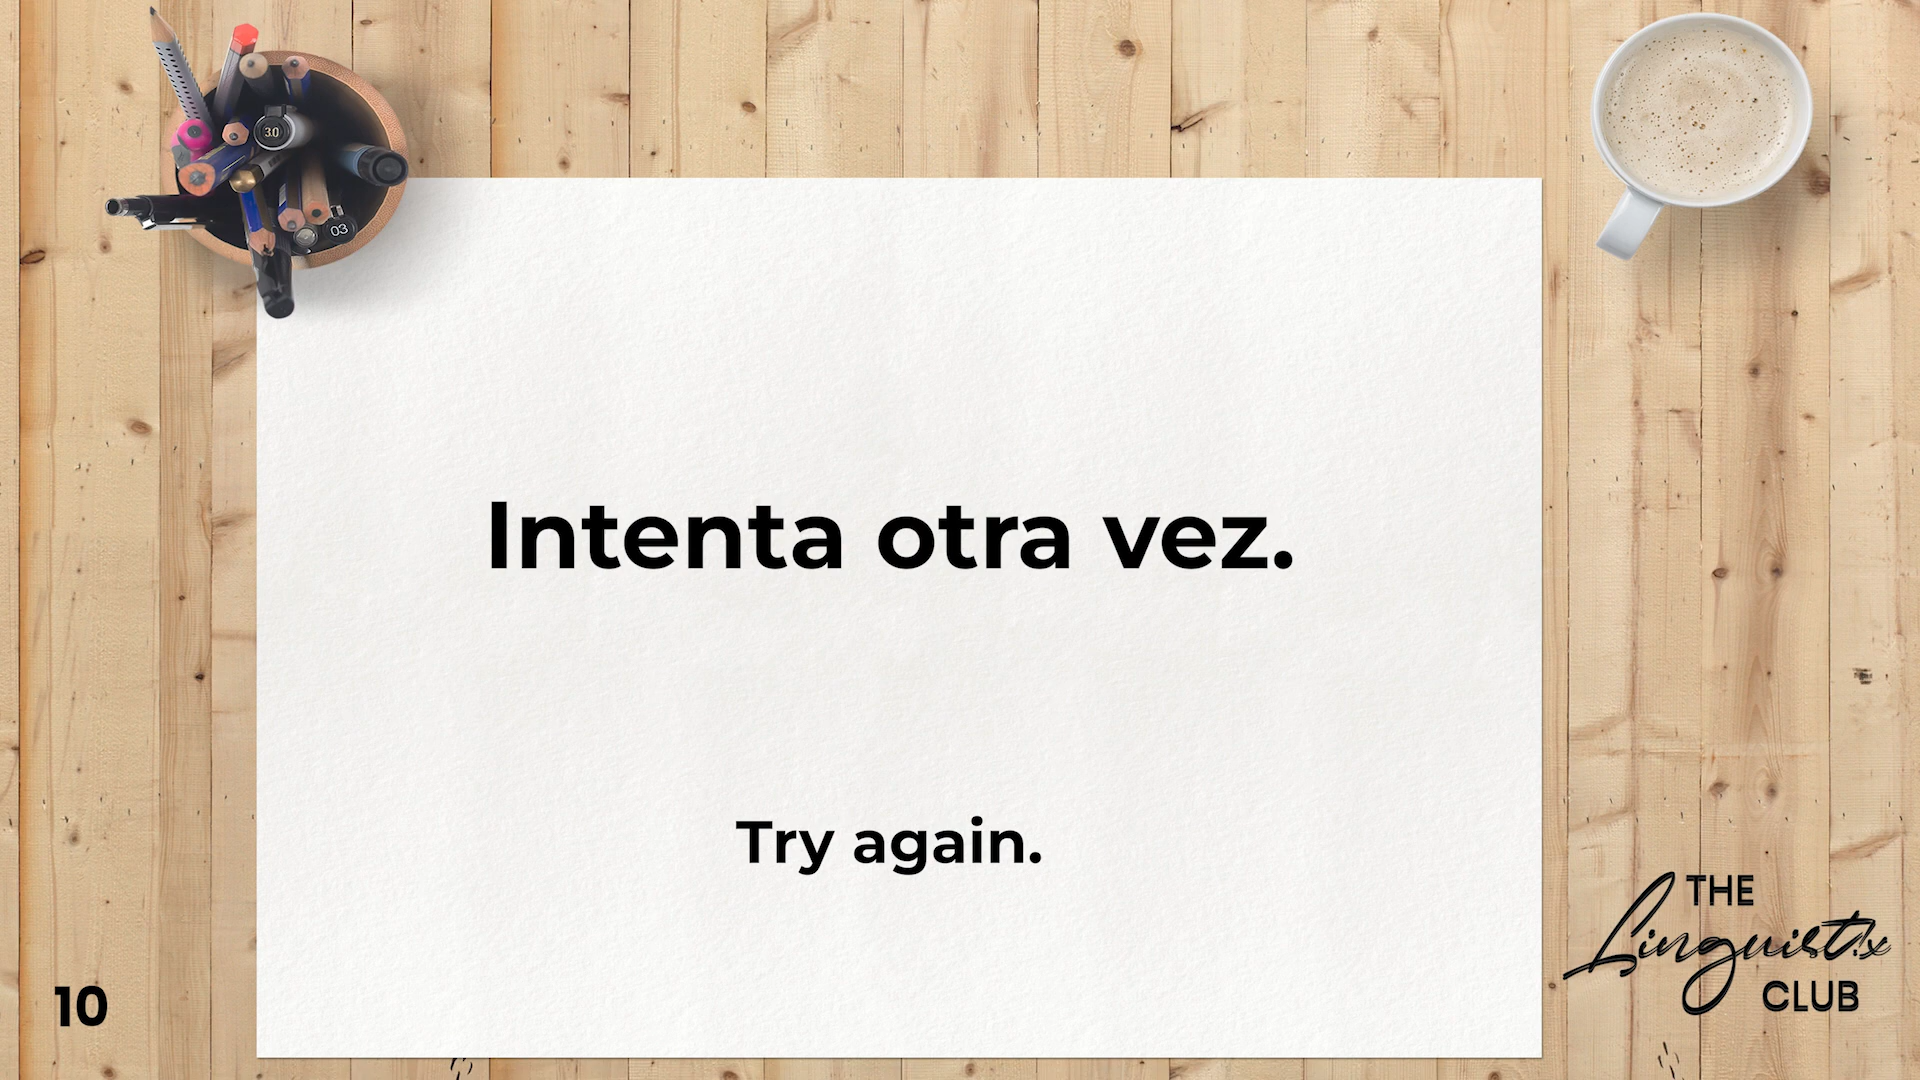 3.0
03
Intenta otra vez.
Try again.
10
THE
Linguistix
CLUB